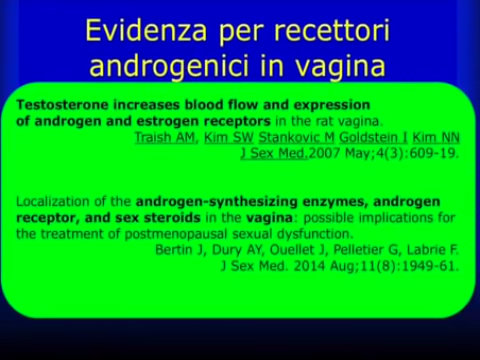 Evidenza per recettori
androgenici in vagina
Testosterone increases blood flow and expression
of androgen and estrogen receptors in the rat vagina.
Traish AM, Kim SW Stankovic M Goldstein I Kim NN
J Sex Med.2007 May;4(3):609-19.
Localization of the androgen-synthesizing enzymes, androgen
receptor, and sex steroids in the vagina: possible implications for
the treatment of postmenopausal sexual dysfunction.
Bertin J, Dury AY, Ouellet J, Pelletier G, Labrie F.
J Sex Med. 2014 Aug;11(8):1949-61.